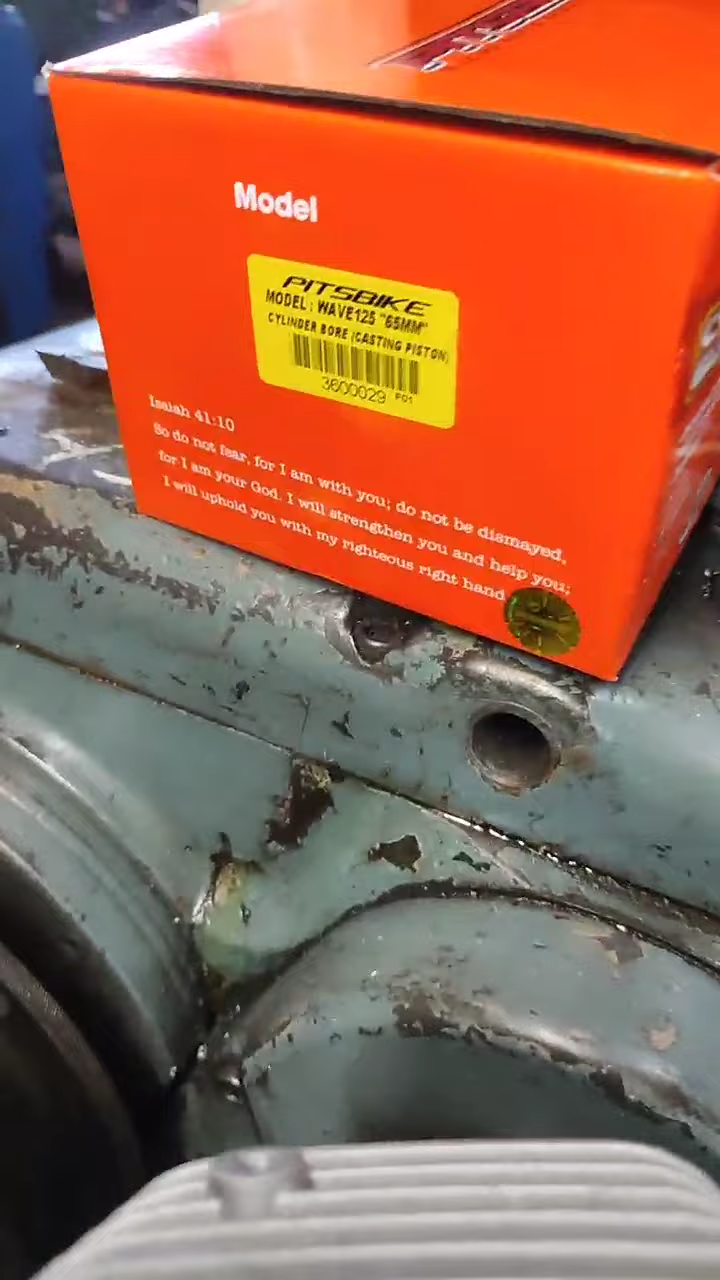 Model
PITSBIKE
MODEL : WAVE125 "65MM"
CYLINDER BORE (CASTING PISTON)
3600029 P01
Isaiah 41:10
So do not fear, for I am with you; do not be dismayed,
for I am your God. I will strengthen you and help you;
I will uphold you with my righteous right hand